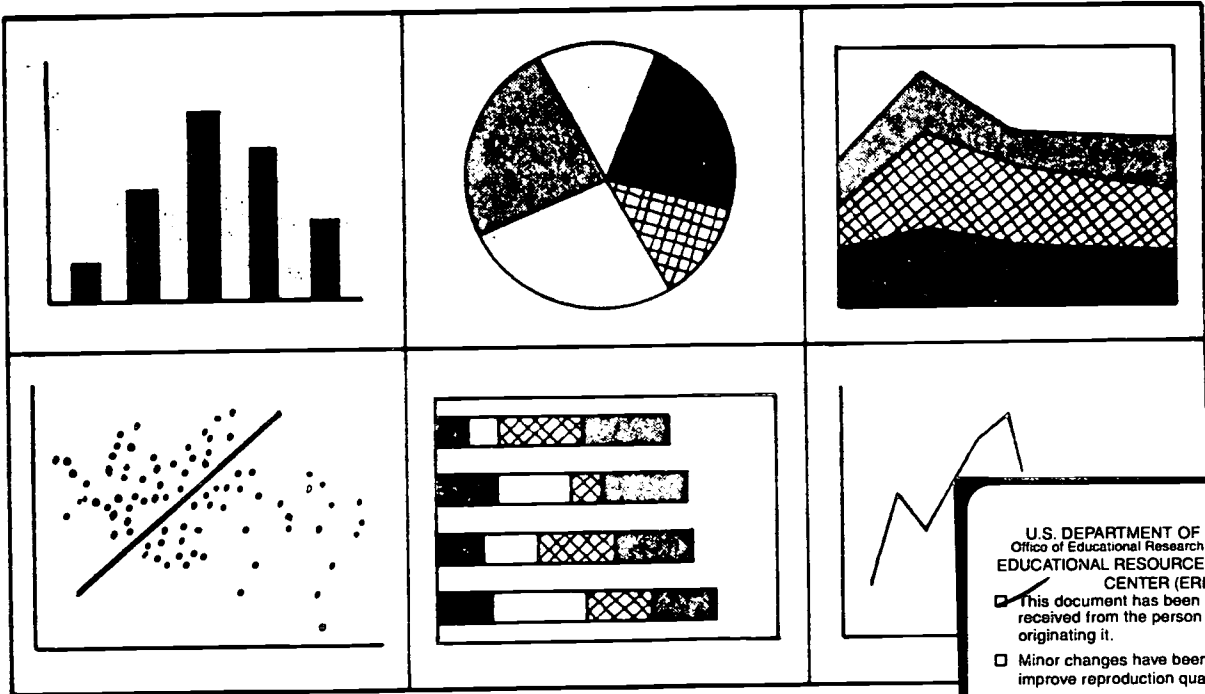 U.S. DEPARTMENT OF
Office of Educational Research
EDUCATIONAL RESOURCE
CENTER (ERI
This document has been
received from the person
originating it.
Minor changes have been
improve reproduction qua